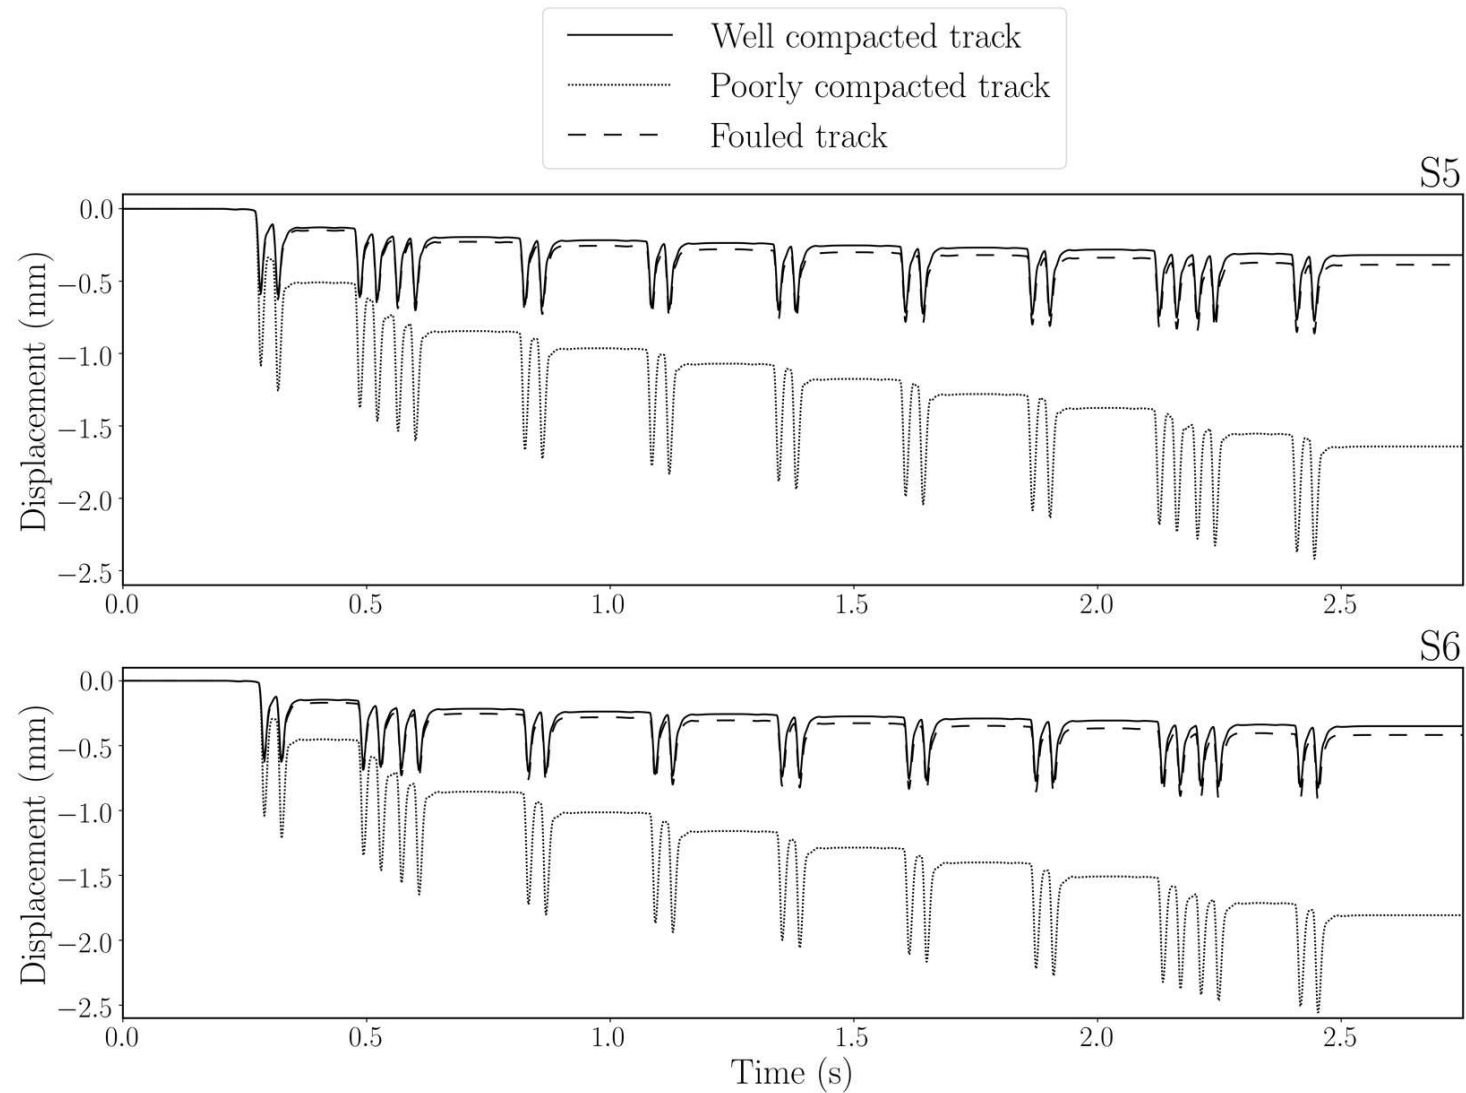 Well compacted track
Poorly compacted track
Fouled track
S5
Displacement (mm)
0.0
−0.5
−1.0
−1.5
−2.0
−2.5
0.0 0.5 1.0 1.5 2.0 2.5
S6
Displacement (mm)
0.0
−0.5
−1.0
−1.5
−2.0
−2.5
0.0 0.5 1.0 1.5 2.0 2.5
Time (s)